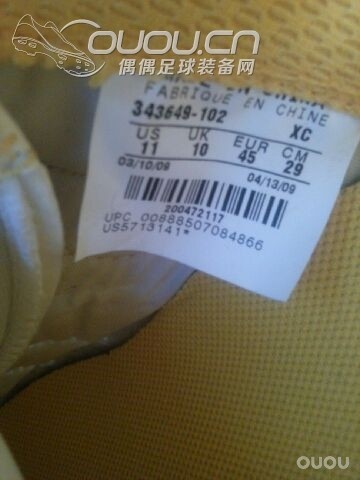 OUOU.CN
偶偶足球装备网
FABRIQUE EN CHINE
343649-102 XC
US UK EUR CM
11 10 45 29
03/10/09 04/13/09
200472117
UPC 00888507084866
US5713141*
OUOU